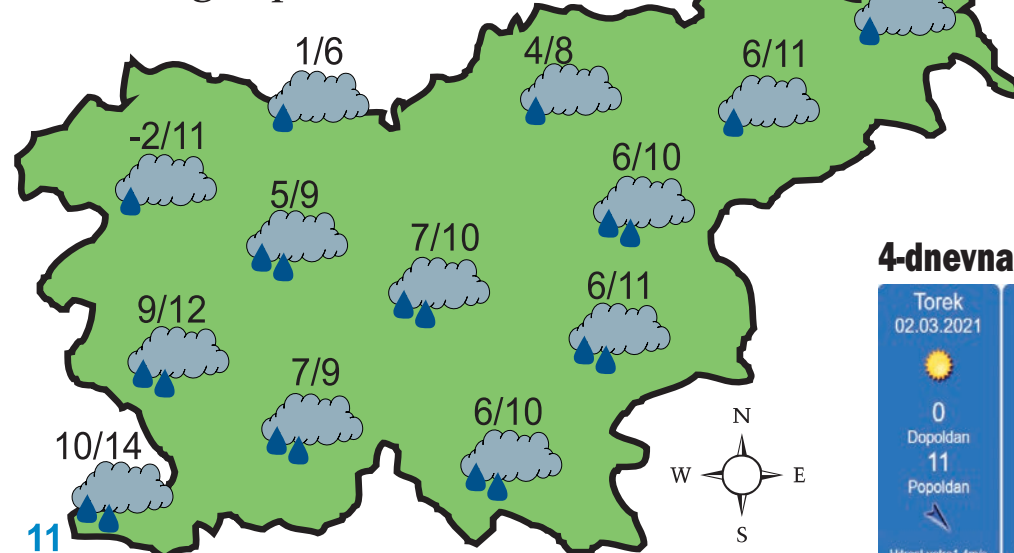 1/6
4/8
6/11
-2/11
6/10
5/9
7/10
6/11
9/12
7/9
6/10
10/14
11
N
W E
S
4-dnevna
Torek
02.03.2021
0
Dopoldan
11
Popoldan